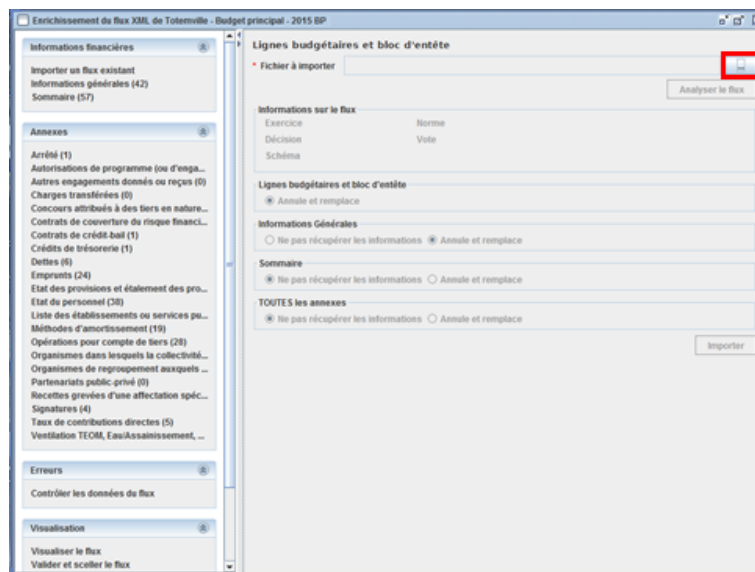 Enrichissement du flux XML de Totemville - Budget principal - 2015 BP
Informations financières
Importer un flux existant
Informations générales (42)
Sommaire (57)
Annexes
Arrêté (1)
Autorisations de programme (ou d'enga...
Autres engagements donnés ou reçus (0)
Charges transférées (0)
Concours attribués à des tiers en nature...
Contrats de couverture du risque financi...
Contrats de crédit-bail (1)
Crédits de trésorerie (1)
Dettes (6)
Emprunts (24)
Etat des provisions et étalement des pro...
Etat du personnel (38)
Liste des établissements ou services pu...
Méthodes d'amortissement (19)
Opérations pour compte de tiers (28)
Organismes dans lesquels la collectivité...
Organismes de regroupement auxquels ...
Partenariats public-privé (0)
Recettes grevées d'une affectation spéc...
Signatures (4)
Taux de contributions directes (5)
Ventilation TEOM, Eau/Assainissement, ...
Erreurs
Contrôler les données du flux
Visualisation
Visualiser le flux
Valider et sceller le flux
Lignes budgétaires et bloc d'entête
* Fichier à importer
Analyser le flux
Informations sur le flux
Exercice Norme
Décision Vote
Schéma
Lignes budgétaires et bloc d'entête
Annule et remplace
Informations Générales
Ne pas récupérer les informations Annule et remplace
Sommaire
Ne pas récupérer les informations Annule et remplace
TOUTES les annexes
Ne pas récupérer les informations Annule et remplace
Importer